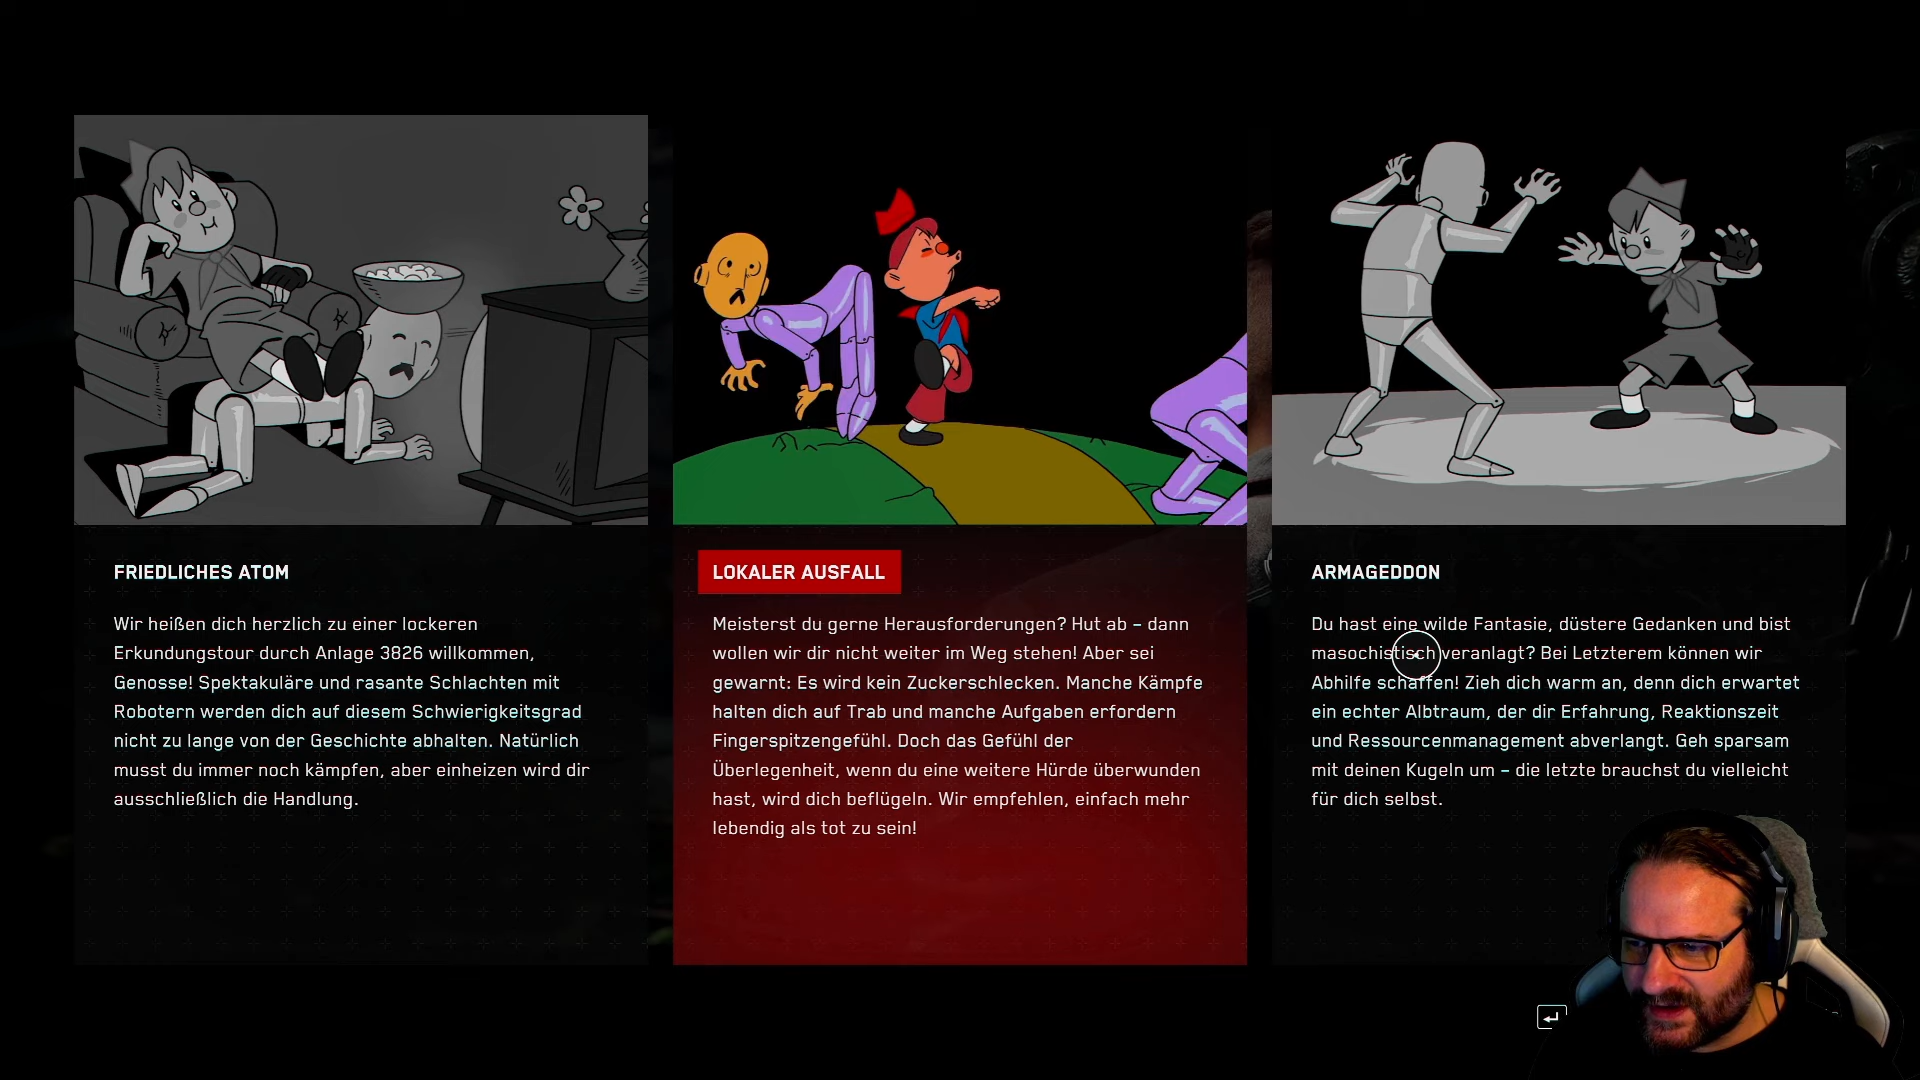 FRIEDLICHES ATOM
Wir heißen dich herzlich zu einer lockeren
Erkundungstour durch Anlage 3826 willkommen,
Genosse! Spektakuläre und rasante Schlachten mit
Robotern werden dich auf diesem Schwierigkeitsgrad
nicht zu lange von der Geschichte abhalten. Natürlich
musst du immer noch kämpfen, aber einheizen wird dir
ausschließlich die Handlung.
LOKALER AUSFALL
Meisterst du gerne Herausforderungen? Hut ab – dann
wollen wir dir nicht weiter im Weg stehen! Aber sei
gewarnt: Es wird kein Zuckerschlecken. Manche Kämpfe
halten dich auf Trab und manche Aufgaben erfordern
Fingerspitzengefühl. Doch das Gefühl der
Überlegenheit, wenn du eine weitere Hürde überwunden
hast, wird dich beflügeln. Wir empfehlen, einfach mehr
lebendig als tot zu sein!
ARMAGEDDON
Du hast eine wilde Fantasie, düstere Gedanken und bist
masochistisch veranlagt? Bei Letzterem können wir
Abhilfe schaffen! Zieh dich warm an, denn dich erwartet
ein echter Albtraum, der dir Erfahrung, Reaktionszeit
und Ressourcenmanagement abverlangt. Geh sparsam
mit deinen Kugeln um – die letzte brauchst du vielleicht
für dich selbst.